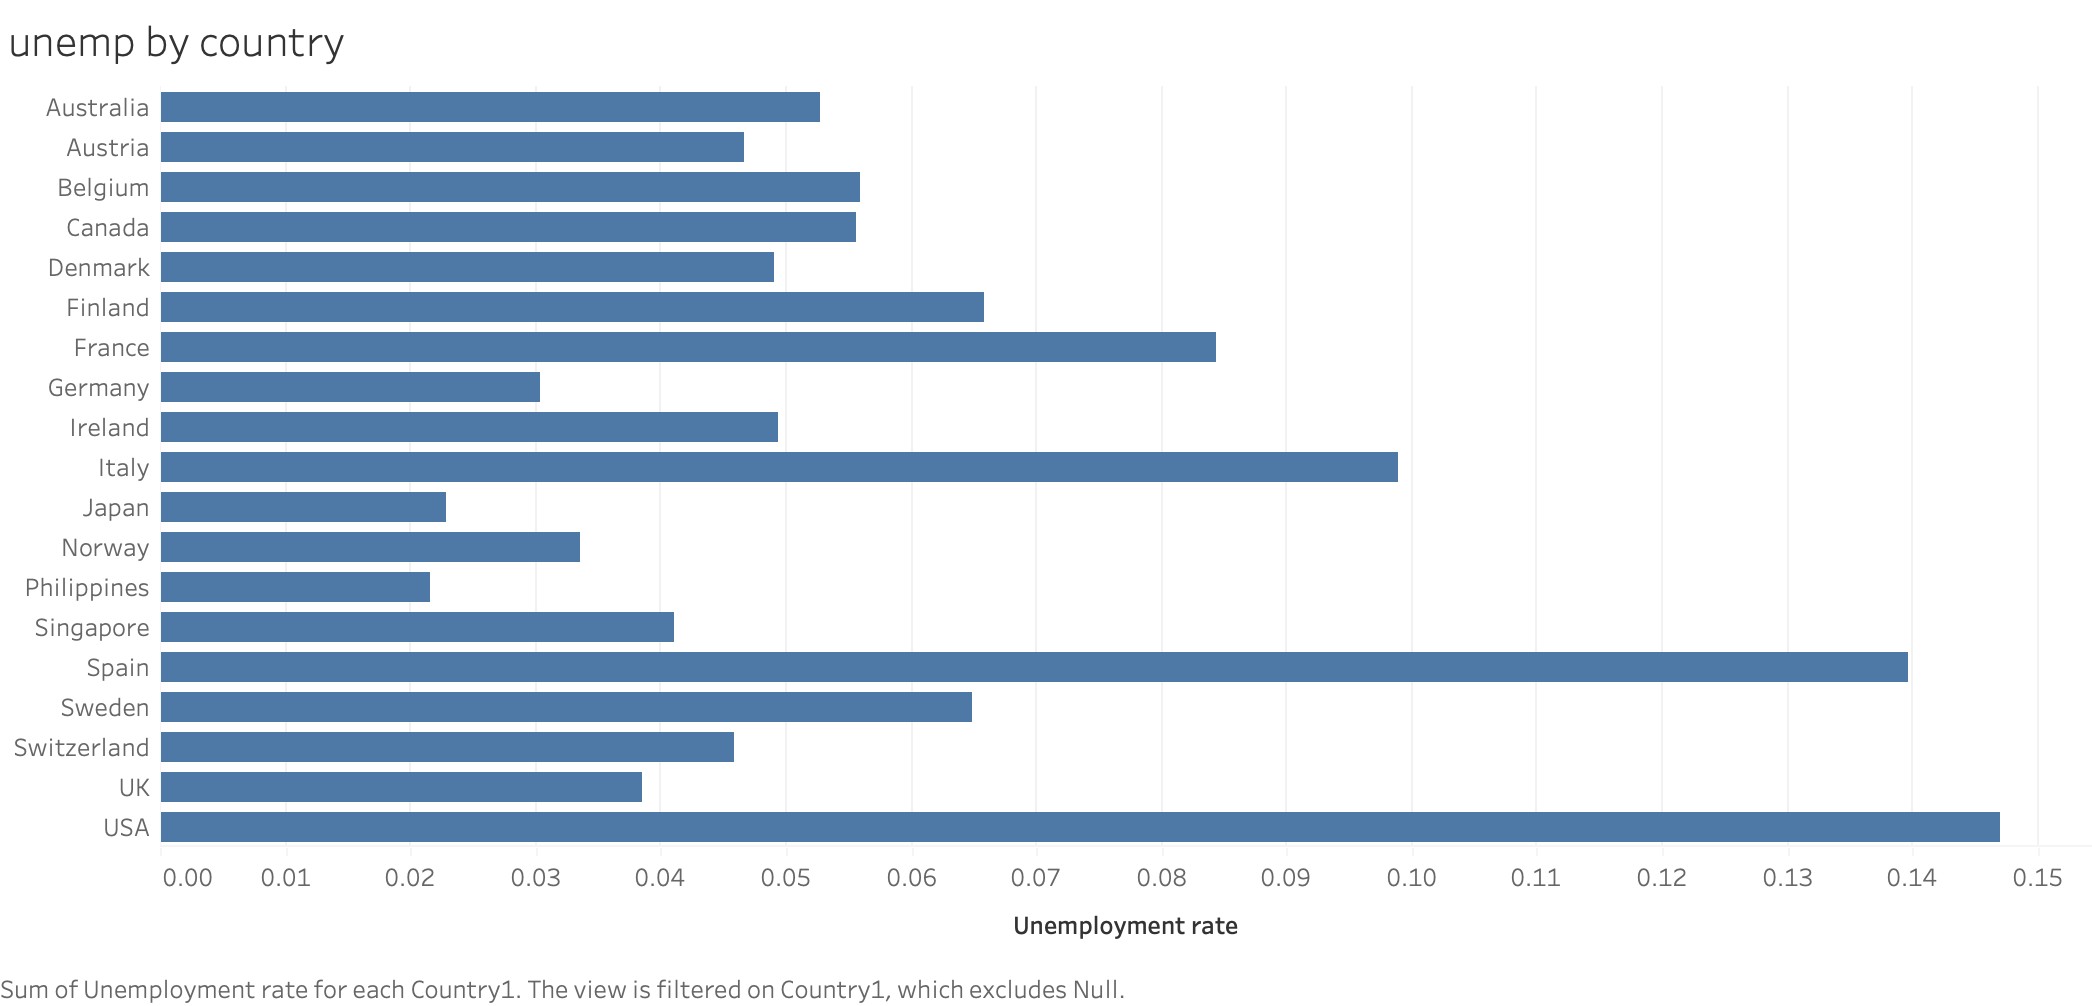 unemp by country
Australia
Austria
Belgium
Canada
Denmark
Finland
France
Germany
Ireland
Italy
Japan
Norway
Philippines
Singapore
Spain
Sweden
Switzerland
UK
USA
0.00 0.01 0.02 0.03 0.04 0.05 0.06 0.07 0.08 0.09 0.10 0.11 0.12 0.13 0.14 0.15
Unemployment rate
Sum of Unemployment rate for each Country1. The view is filtered on Country1, which excludes Null.